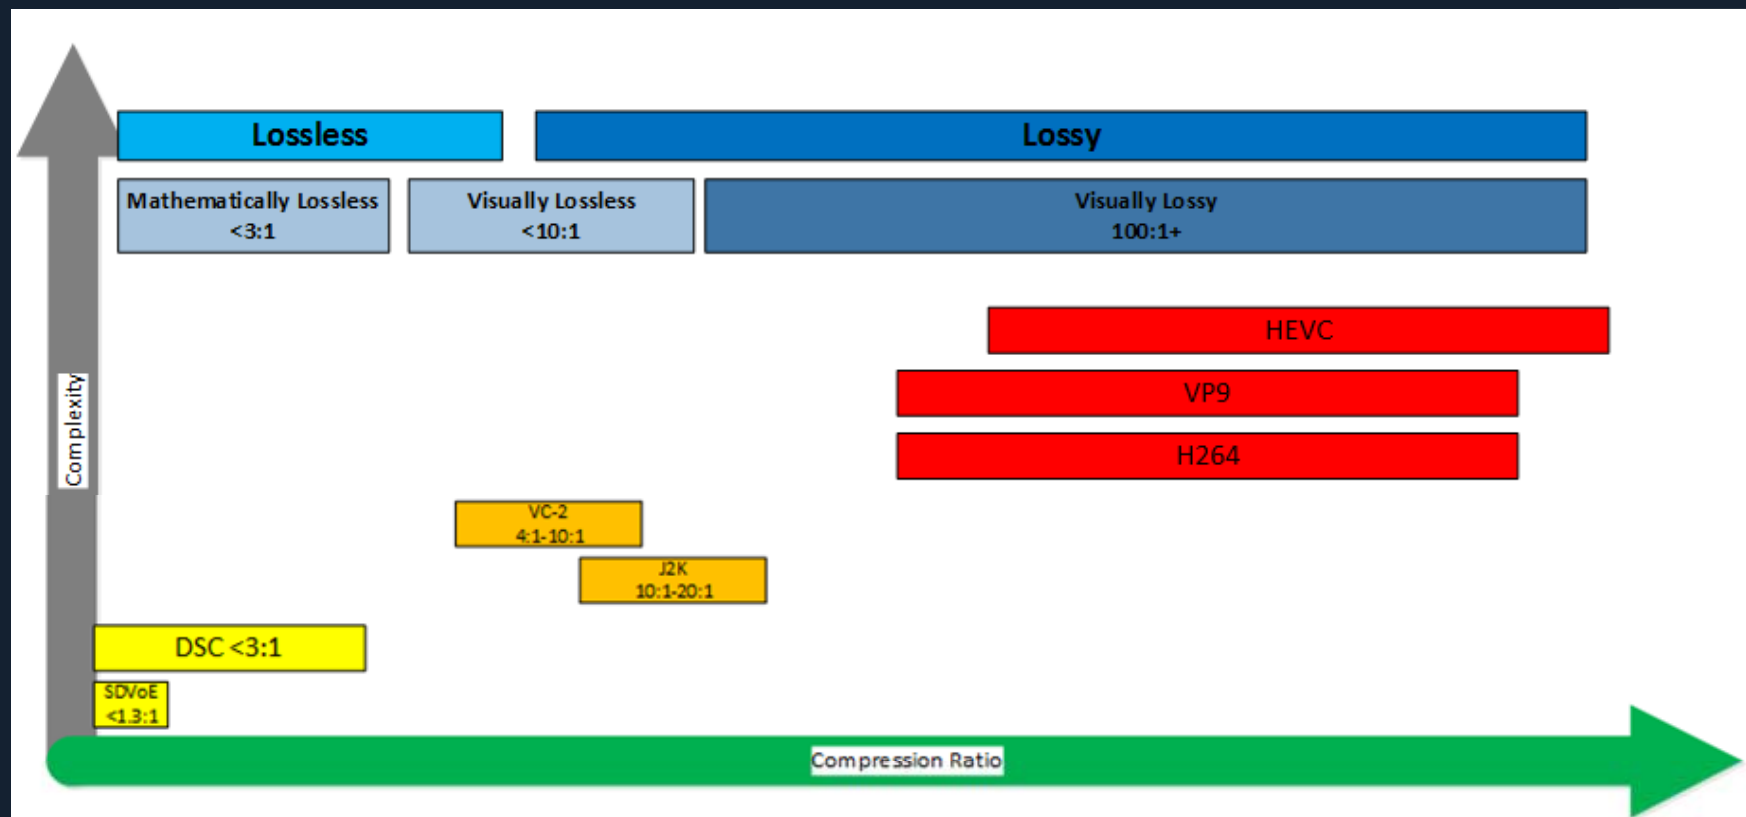 Lossless
Lossy
Mathematically Lossless
<3:1
Visually Lossless
<10:1
Visually Lossy
100:1+
HEVC
VP9
H264
Complexity
VC-2
4:1-10:1
J2K
10:1-20:1
DSC <3:1
SDVoE
<1.3:1
Compression Ratio